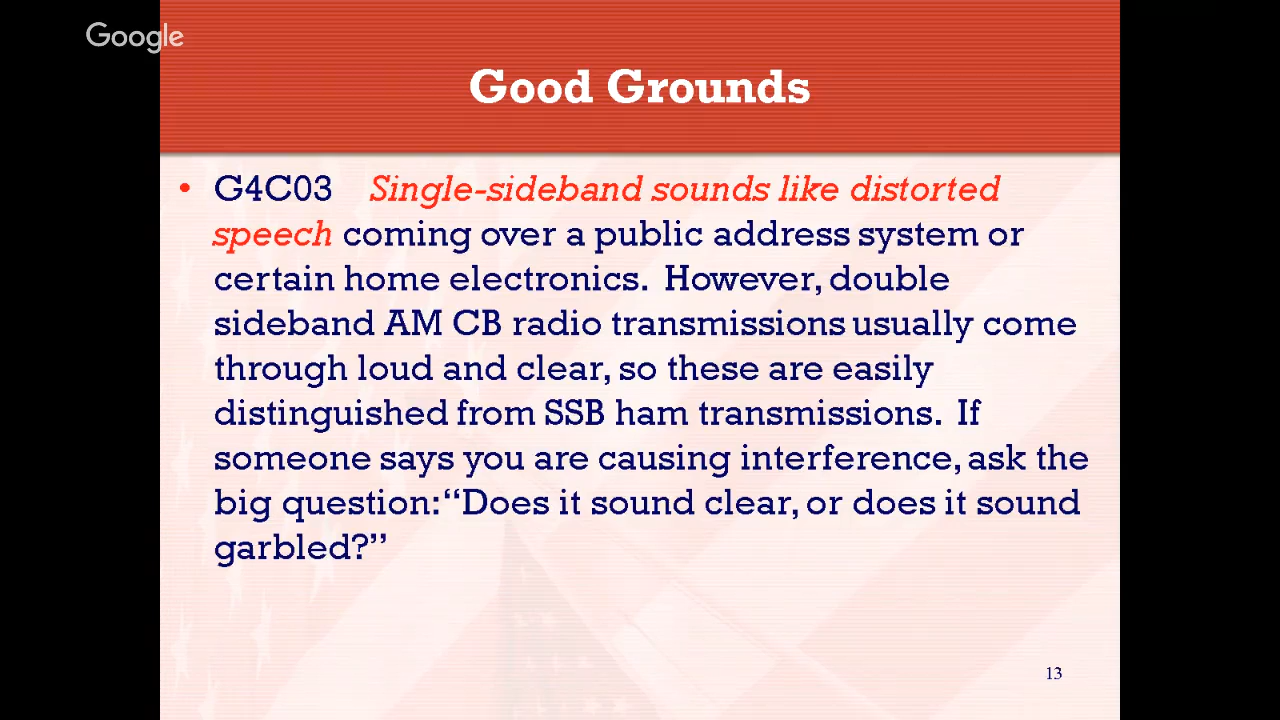 Google
Good Grounds
• G4C03 Single-sideband sounds like distorted
speech coming over a public address system or
certain home electronics. However, double
sideband AM CB radio transmissions usually come
through loud and clear, so these are easily
distinguished from SSB ham transmissions. If
someone says you are causing interference, ask the
big question: “Does it sound clear, or does it sound
garbled?”
13